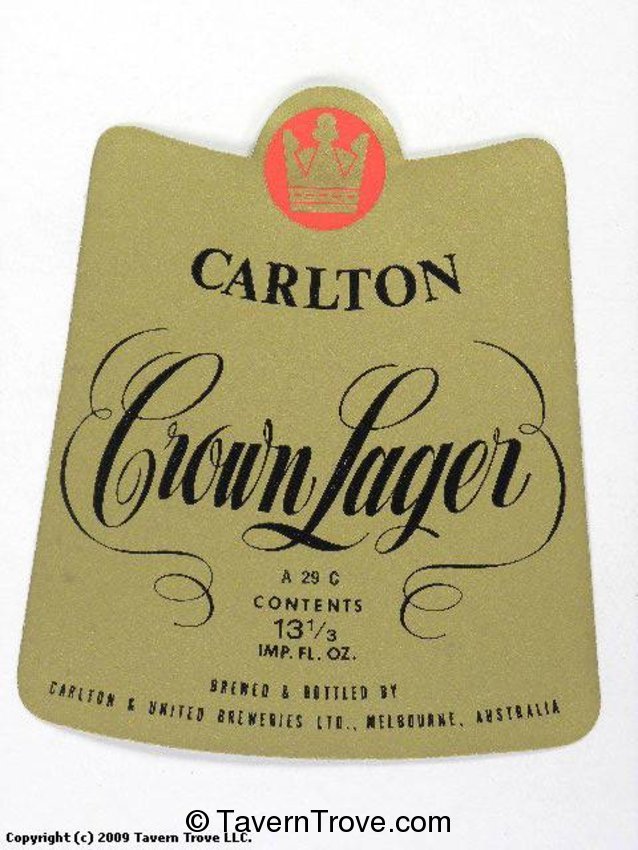 CARLTON
Crown Lager
A 29 C
CONTENTS
13 1/3
IMP. FL. OZ.
BREWED & BOTTLED BY
CARLTON & UNITED BREWERIES LTD., MELBOURNE, AUSTRALIA
© TavernTrove.com
Copyright (c) 2009 Tavern Trove LLC.